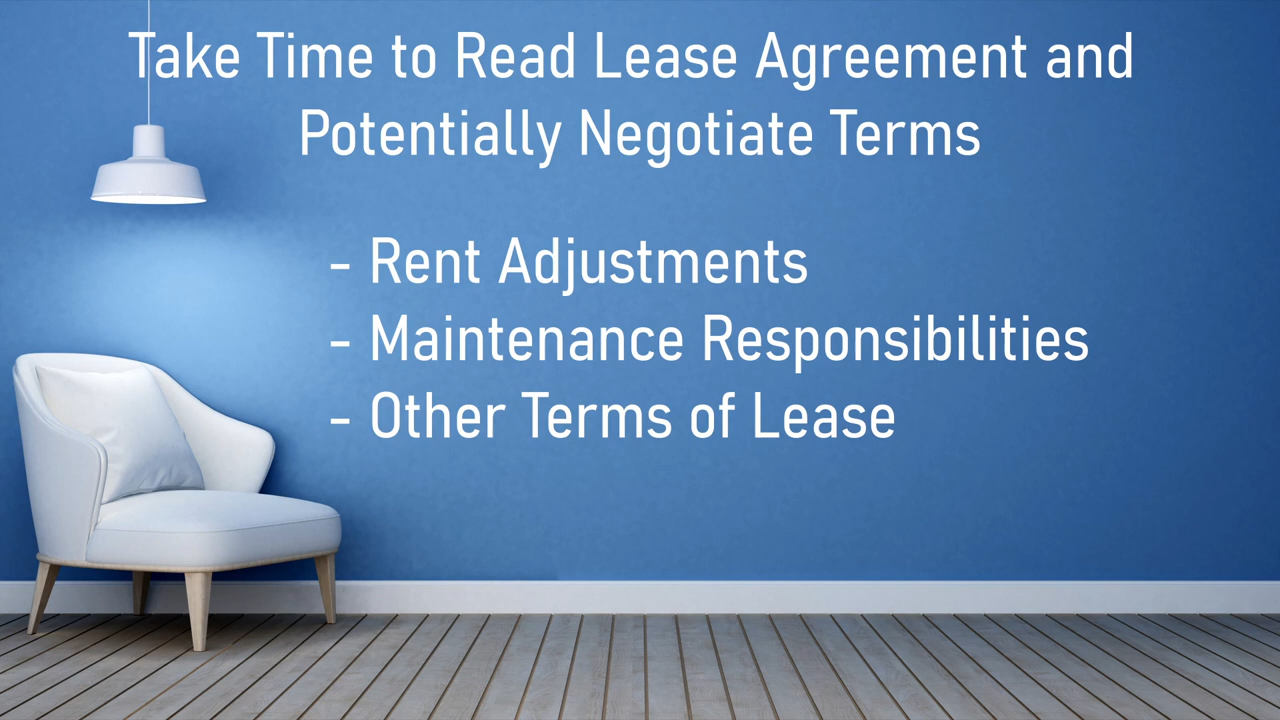 Take Time to Read Lease Agreement and
Potentially Negotiate Terms
- Rent Adjustments
- Maintenance Responsibilities
- Other Terms of Lease